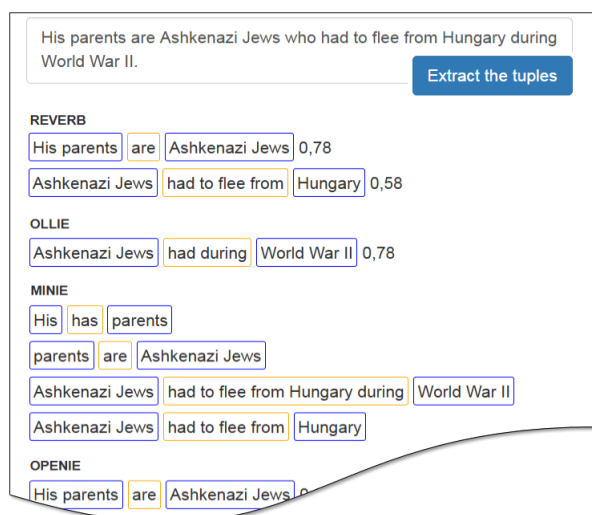 His parents are Ashkenazi Jews who had to flee from Hungary during
World War II.
Extract the tuples
REVERB
His parents are Ashkenazi Jews 0,78
Ashkenazi Jews had to flee from Hungary 0,58
OLLIE
Ashkenazi Jews had during World War II 0,78
MINIE
His has parents
parents are Ashkenazi Jews
Ashkenazi Jews had to flee from Hungary during World War II
Ashkenazi Jews had to flee from Hungary
OPENIE
His parents are Ashkenazi Jews